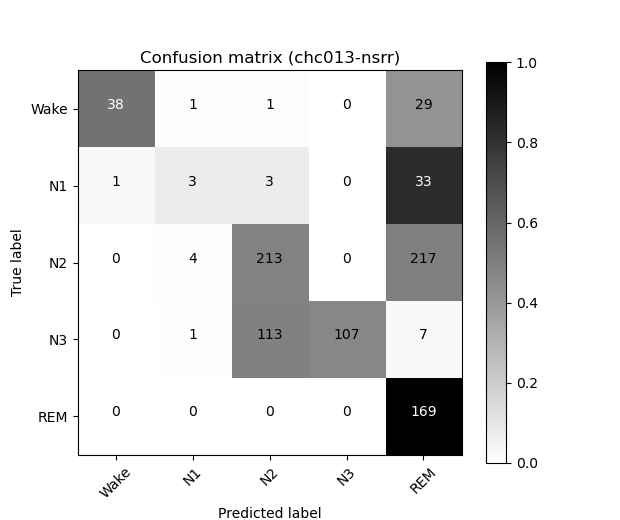 Confusion matrix (chc013-nsrr)
Wake 38 1 1 0 29
N1 1 3 3 0 33
N2 0 4 213 0 217
N3 0 1 113 107 7
REM 0 0 0 0 169
Wake N1 N2 N3 REM
Predicted label
True label
1.0
0.8
0.6
0.4
0.2
0.0